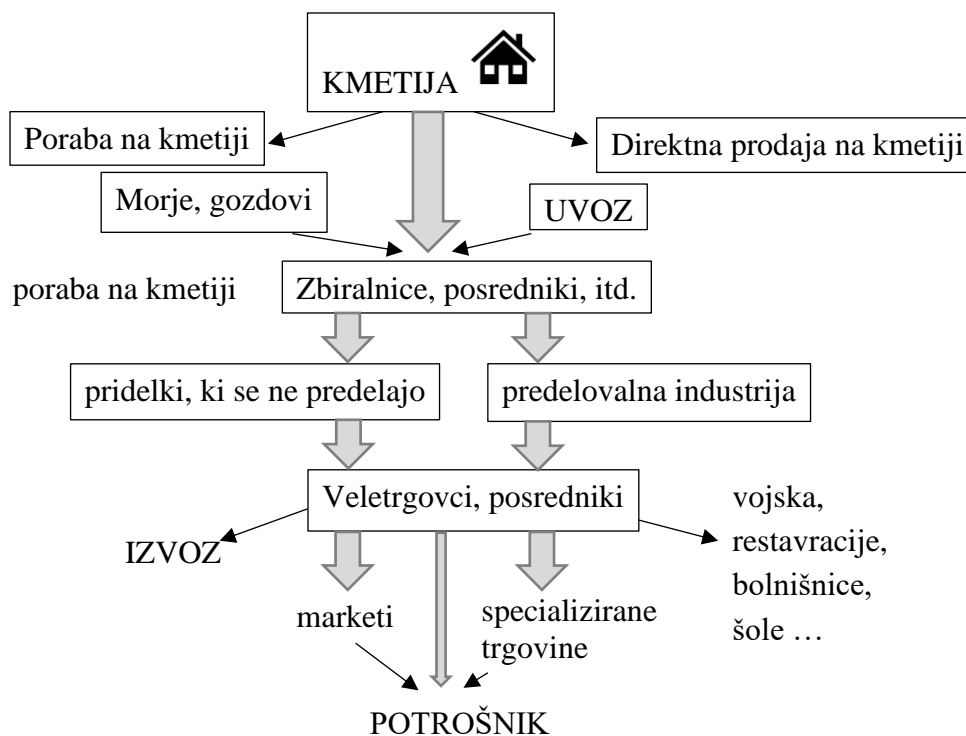 KMETIJA
Poraba na kmetiji
Direktna prodaja na kmetiji
Morje, gozdovi
UVOZ
poraba na kmetiji
Zbiralnice, posredniki, itd.
pridelki, ki se ne predelajo
predelovalna industrija
Veletrgovci, posredniki
IZVOZ
vojska,
restavracije,
bolnišnice,
šole …
marketi
specializirane
trgovine
POTROŠNIK